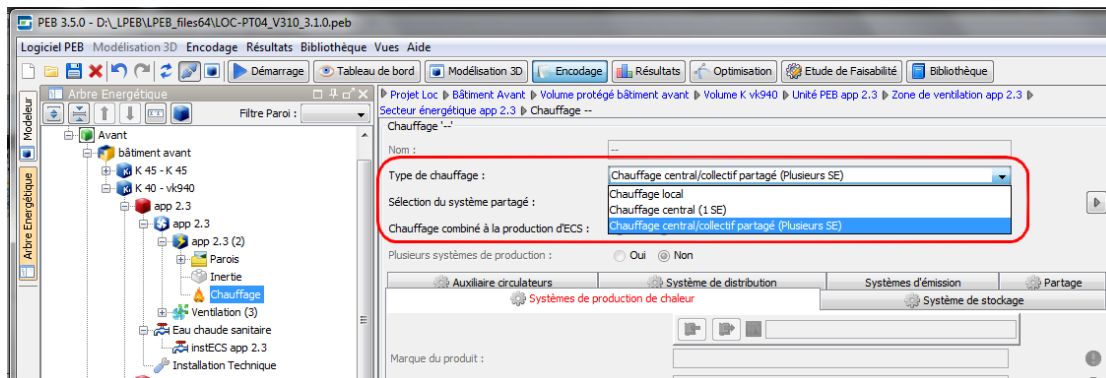 PEB 3.5.0 - D:\_LPEB\LPEB_files64\LOC-PT04_V310_3.1.0.peb
Logiciel PEB Modélisation 3D Encodage Résultats Bibliothèque Vues Aide
Démarrage Tableau de bord Modélisation 3D Encodage Résultats Optimisation Etude de Faisabilité Bibliothèque
Modeleur
Arbre Energétique
Arbre Energétique
Filtre Paroi :
Avant
bâtiment avant
K 45 - K 45
K 40 - vk940
app 2.3
app 2.3
app 2.3 (2)
Parois
Inertie
Chauffage
Ventilation (3)
Eau chaude sanitaire
instECS app 2.3
Installation Technique
Projet Loc Bâtiment Avant Volume protégé bâtiment avant Volume K vk940 Unité PEB app 2.3 Zone de ventilation app 2.3
Secteur énergétique app 2.3 Chauffage --
Chauffage '--'
Nom : --
Type de chauffage : Chauffage central/collectif partagé (Plusieurs SE)
Chauffage local
Sélection du système partagé :
Chauffage central (1 SE)
Chauffage central/collectif partagé (Plusieurs SE)
Chauffage combiné à la production d'ECS :
Plusieurs systèmes de production : Oui Non
Auxiliaire circulateurs Système de distribution Systèmes d'émission Partage
Systèmes de production de chaleur Système de stockage
Marque du produit :